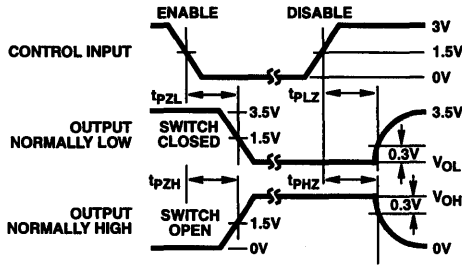 ENABLE DISABLE
CONTROL INPUT
3V
1.5V
0V
tPZL
tPLZ
OUTPUT
NORMALLY LOW
SWITCH
CLOSED
3.5V
1.5V
3.5V
0.3V
VOL
tPZH
tPHZ
OUTPUT
NORMALLY HIGH
SWITCH
OPEN
1.5V
0V
VOH
0.3V
0V